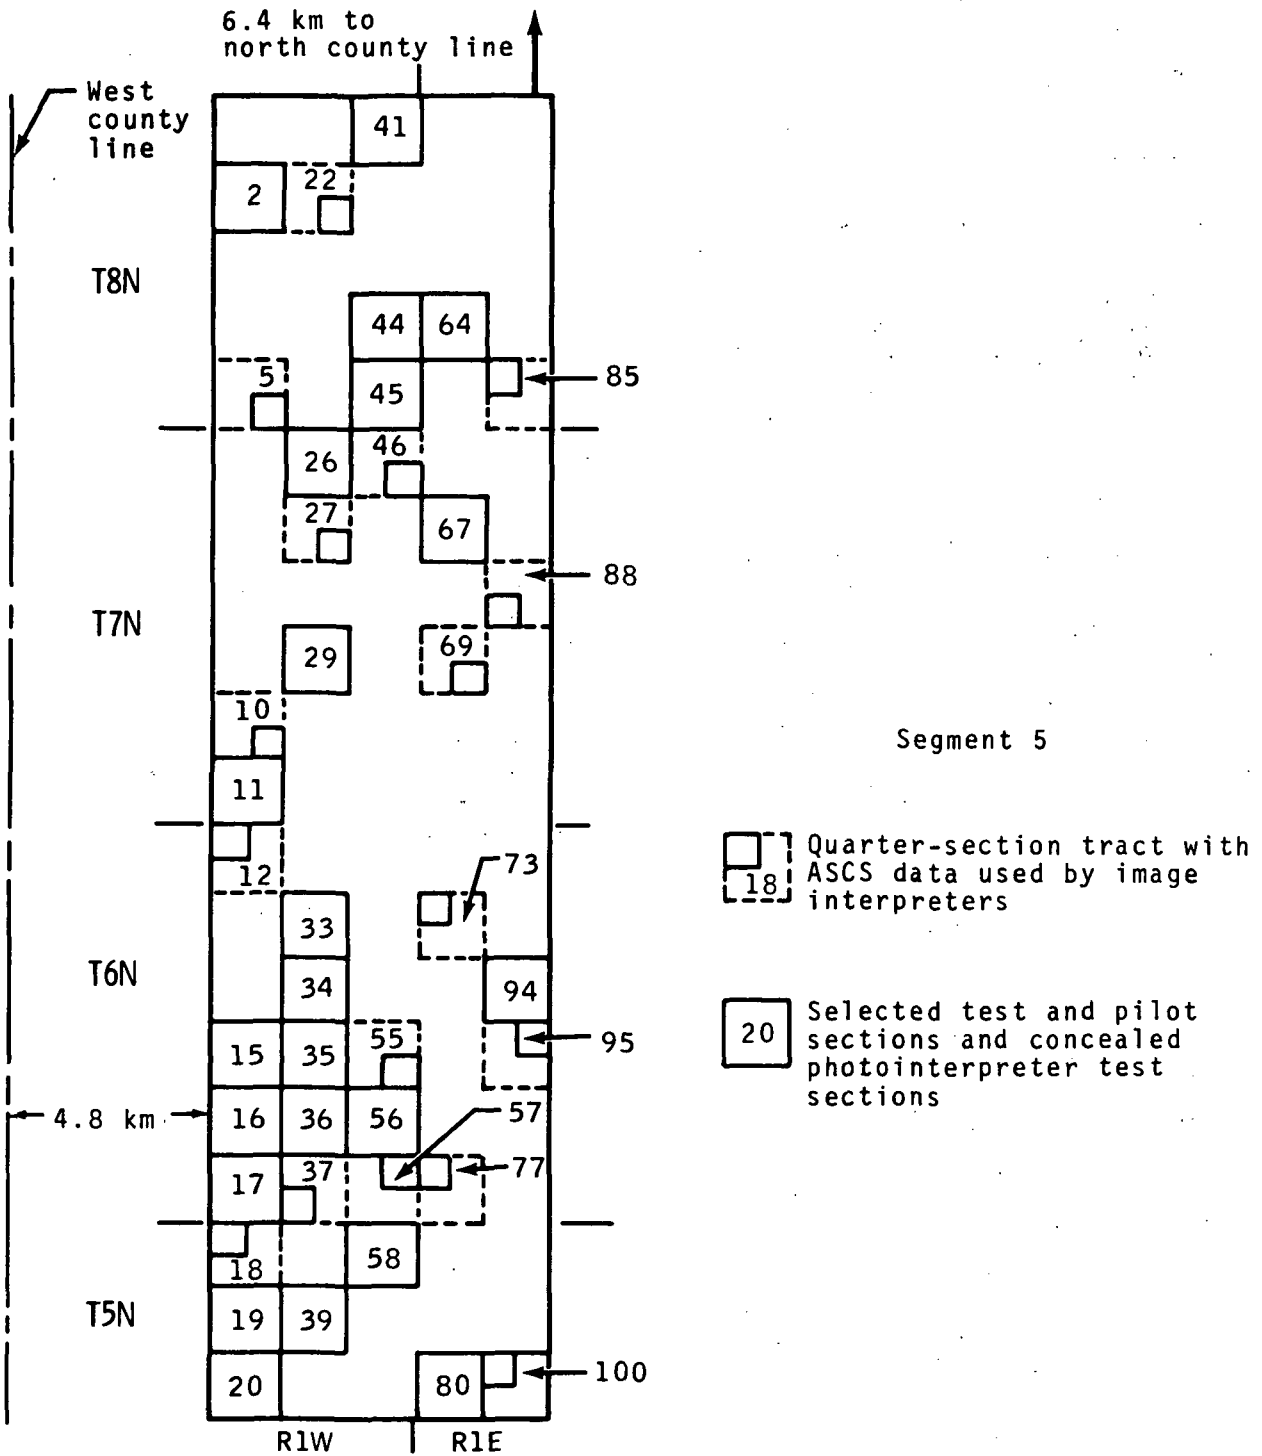 6.4 km to
north county line
West
county
line
41
2
22
T8N
44
64
5
45
85
26
46
27
67
88
T7N
29
69
10
Segment 5
11
12
73
Quarter-section tract with
18
ASCS data used by image
interpreters
33
T6N
34
94
15
35
55
95
Selected test and pilot
20
sections and concealed
photointerpreter test
sections
4.8 km
16
36
56
57
17
37
77
18
58
T5N
19
39
20
80
100
R1W
R1E